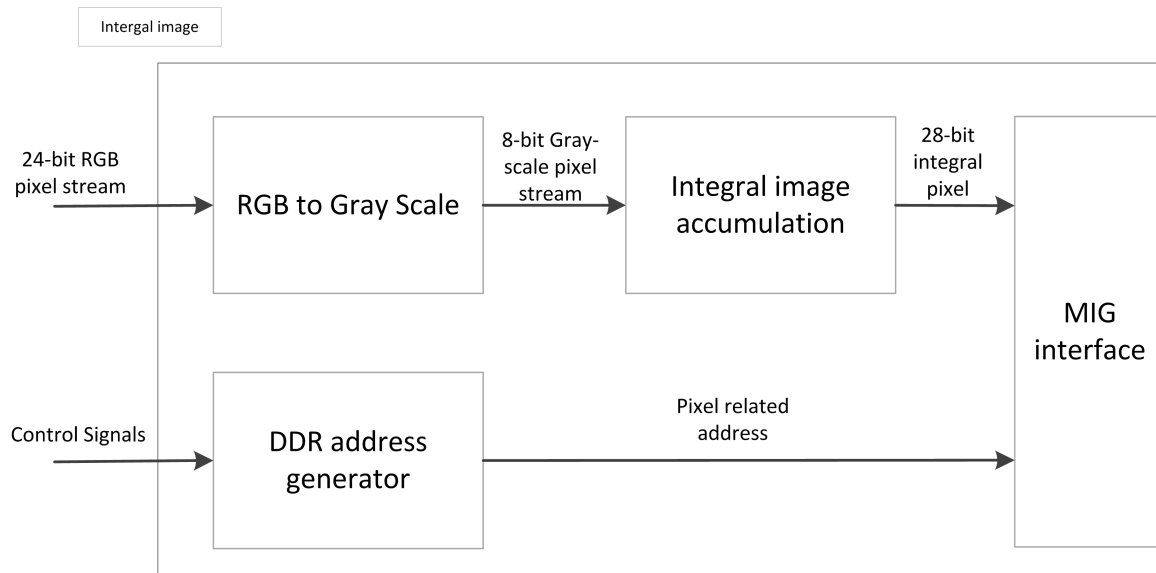 Intergal image
24-bit RGB
pixel stream
RGB to Gray Scale
8-bit Gray-
scale pixel
stream
Integral image
accumulation
28-bit
integral
pixel
MIG
interface
Control Signals
DDR address
generator
Pixel related
address